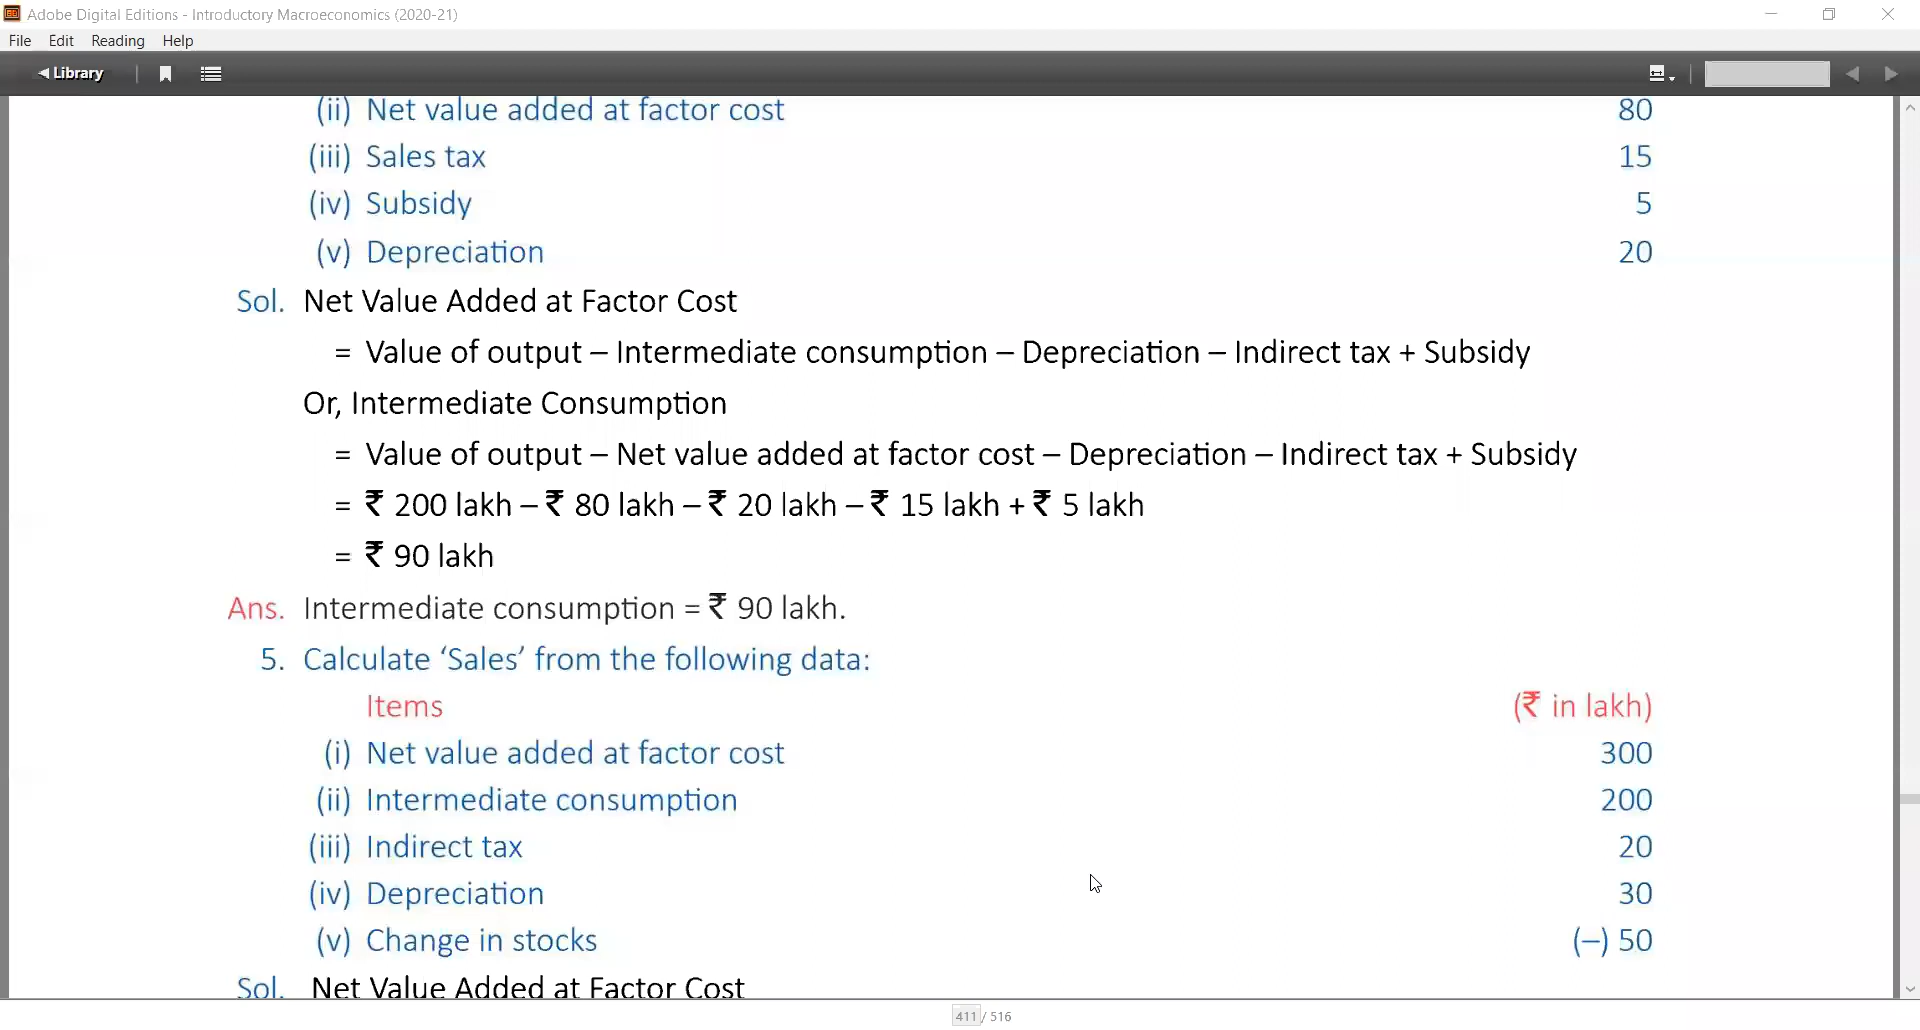 Adobe Digital Editions - Introductory Macroeconomics (2020-21)
File Edit Reading Help
◄ Library
(ii) Net value added at factor cost 80
(iii) Sales tax 15
(iv) Subsidy 5
(v) Depreciation 20
Sol. Net Value Added at Factor Cost
= Value of output – Intermediate consumption – Depreciation – Indirect tax + Subsidy
Or, Intermediate Consumption
= Value of output – Net value added at factor cost – Depreciation – Indirect tax + Subsidy
= ₹ 200 lakh – ₹ 80 lakh – ₹ 20 lakh – ₹ 15 lakh + ₹ 5 lakh
= ₹ 90 lakh
Ans. Intermediate consumption = ₹ 90 lakh.
5. Calculate ‘Sales’ from the following data:
Items (₹ in lakh)
(i) Net value added at factor cost 300
(ii) Intermediate consumption 200
(iii) Indirect tax 20
(iv) Depreciation 30
(v) Change in stocks (–) 50
Sol. Net Value Added at Factor Cost
411 / 516